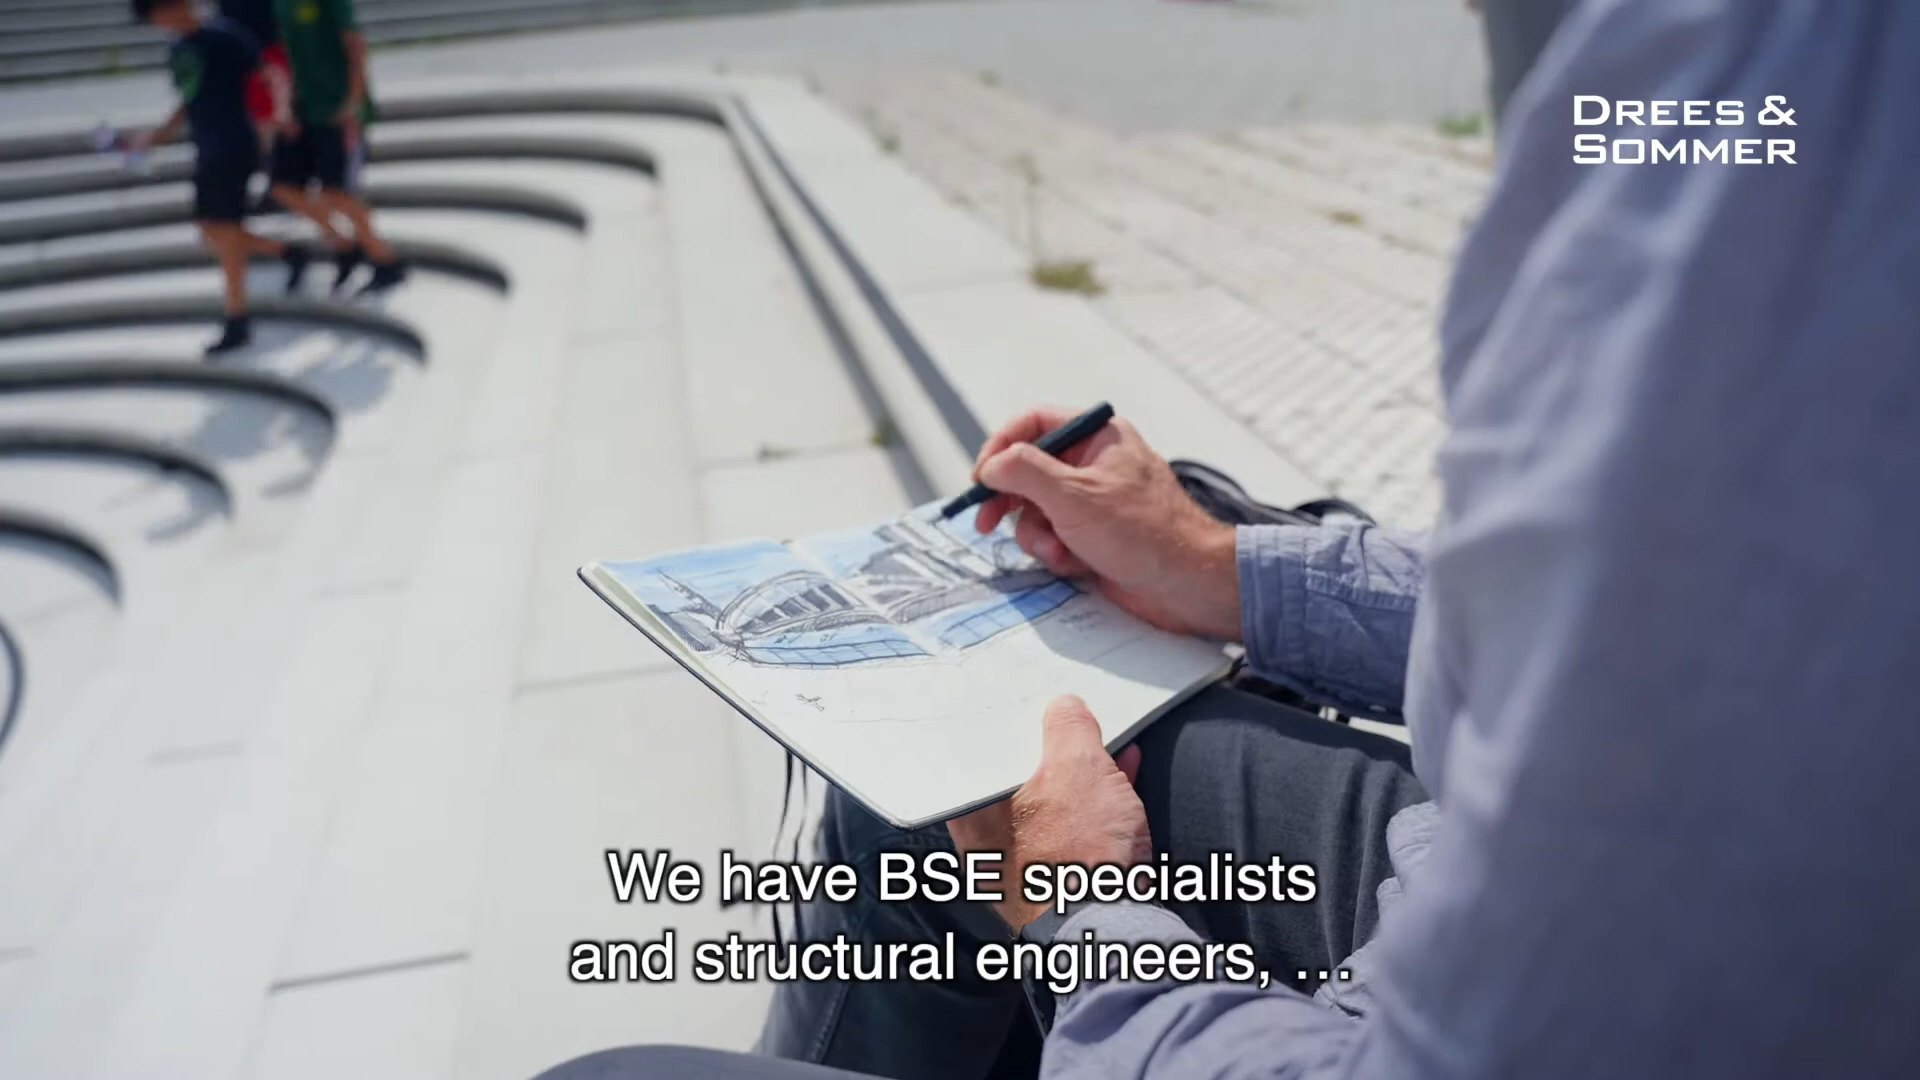 DREES &
SOMMER
We have BSE specialists
and structural engineers, …